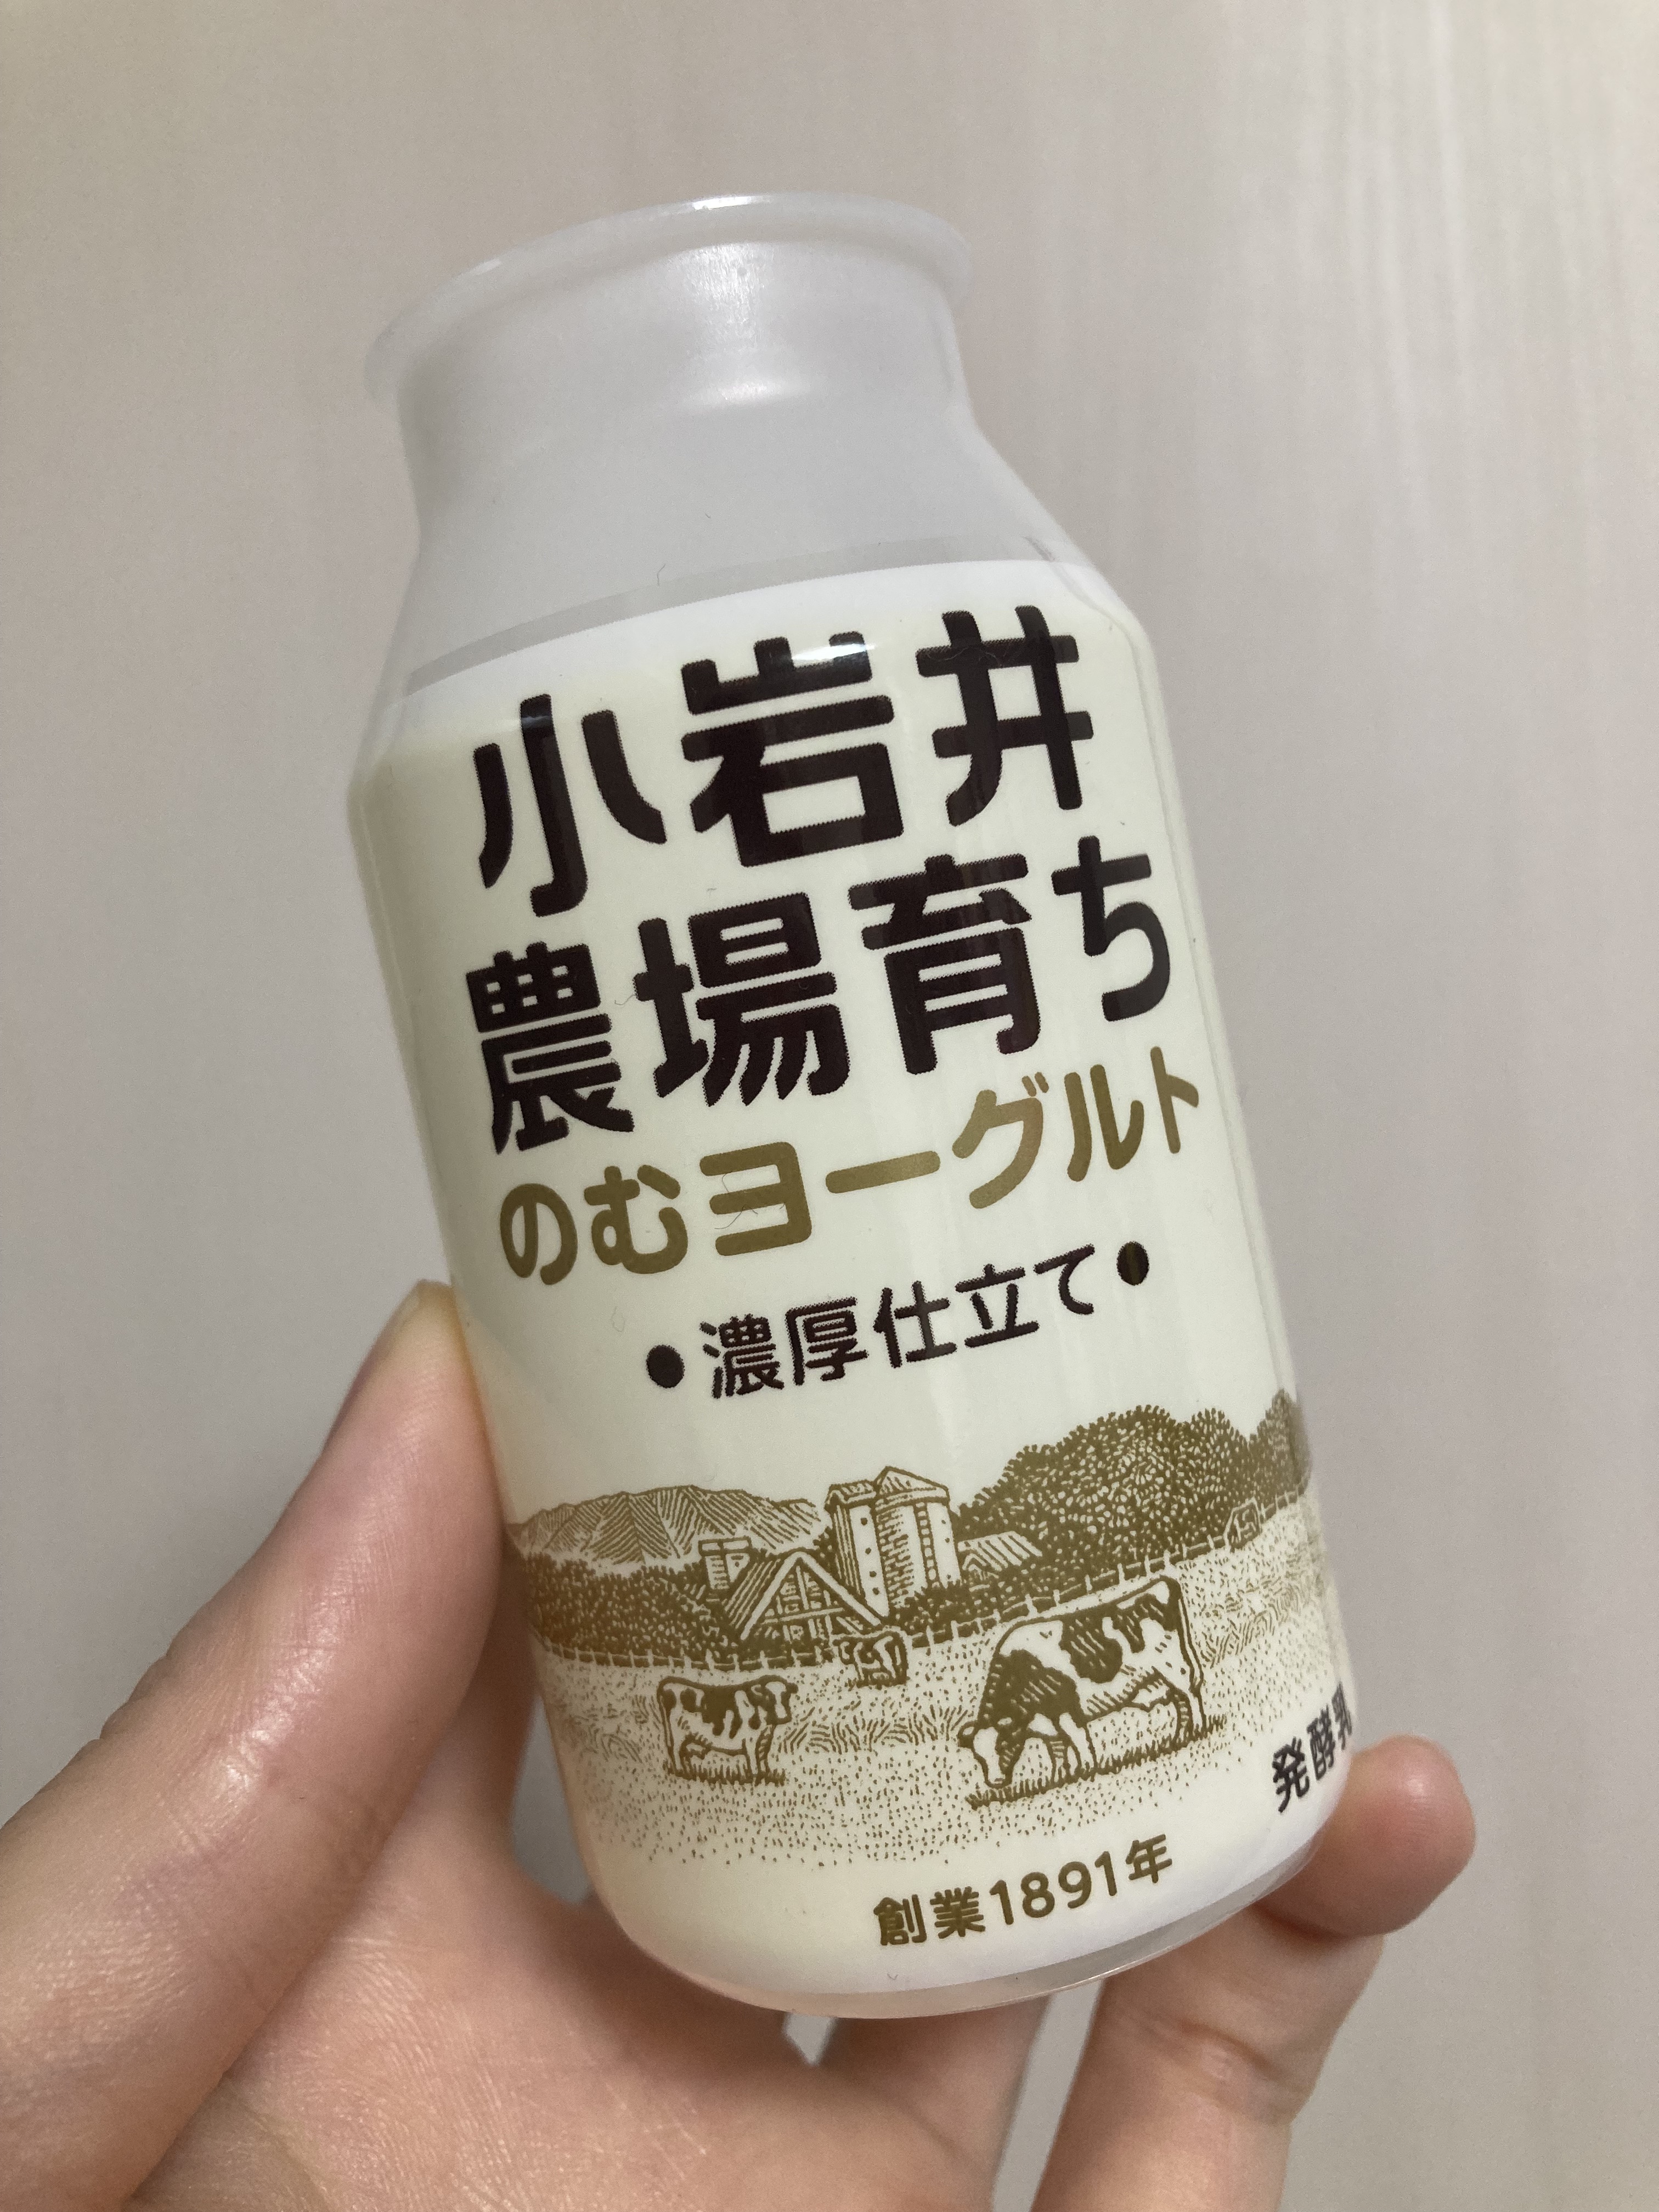 小岩井
農場育ち
のむヨーグルト
●濃厚仕立て●
発酵乳
創業1891年